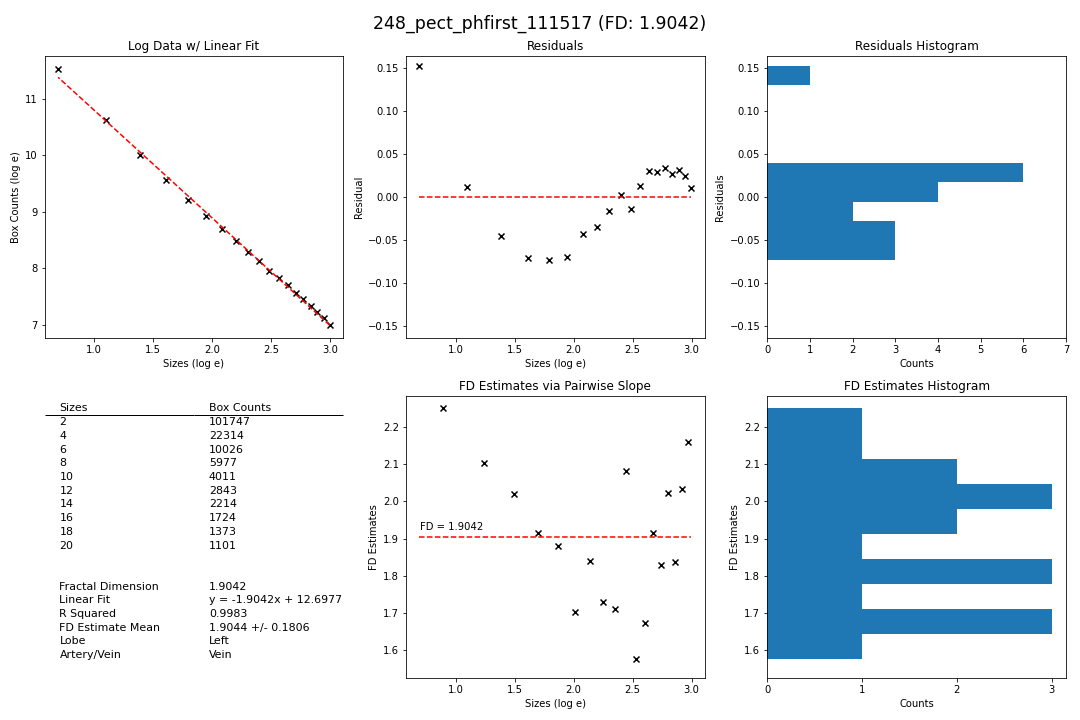 248_pect_phfirst_111517 (FD: 1.9042)
Log Data w/ Linear Fit
Box Counts (log e)
11
10
9
8
7
1.0 1.5 2.0 2.5 3.0
Sizes (log e)
Residuals
Residual
0.15
0.10
0.05
0.00
−0.05
−0.10
−0.15
1.0 1.5 2.0 2.5 3.0
Sizes (log e)
Residuals Histogram
Residuals
0.15
0.10
0.05
0.00
−0.05
−0.10
−0.15
0 1 2 3 4 5 6 7
Counts
Sizes Box Counts
2 101747
4 22314
6 10026
8 5977
10 4011
12 2843
14 2214
16 1724
18 1373
20 1101
Fractal Dimension 1.9042
Linear Fit y = -1.9042x + 12.6977
R Squared 0.9983
FD Estimate Mean 1.9044 +/- 0.1806
Lobe Left
Artery/Vein Vein
FD Estimates via Pairwise Slope
FD Estimates
2.2
2.1
2.0
1.9
1.8
1.7
1.6
FD = 1.9042
1.0 1.5 2.0 2.5 3.0
Sizes (log e)
FD Estimates Histogram
FD Estimates
2.2
2.1
2.0
1.9
1.8
1.7
1.6
0 1 2 3
Counts